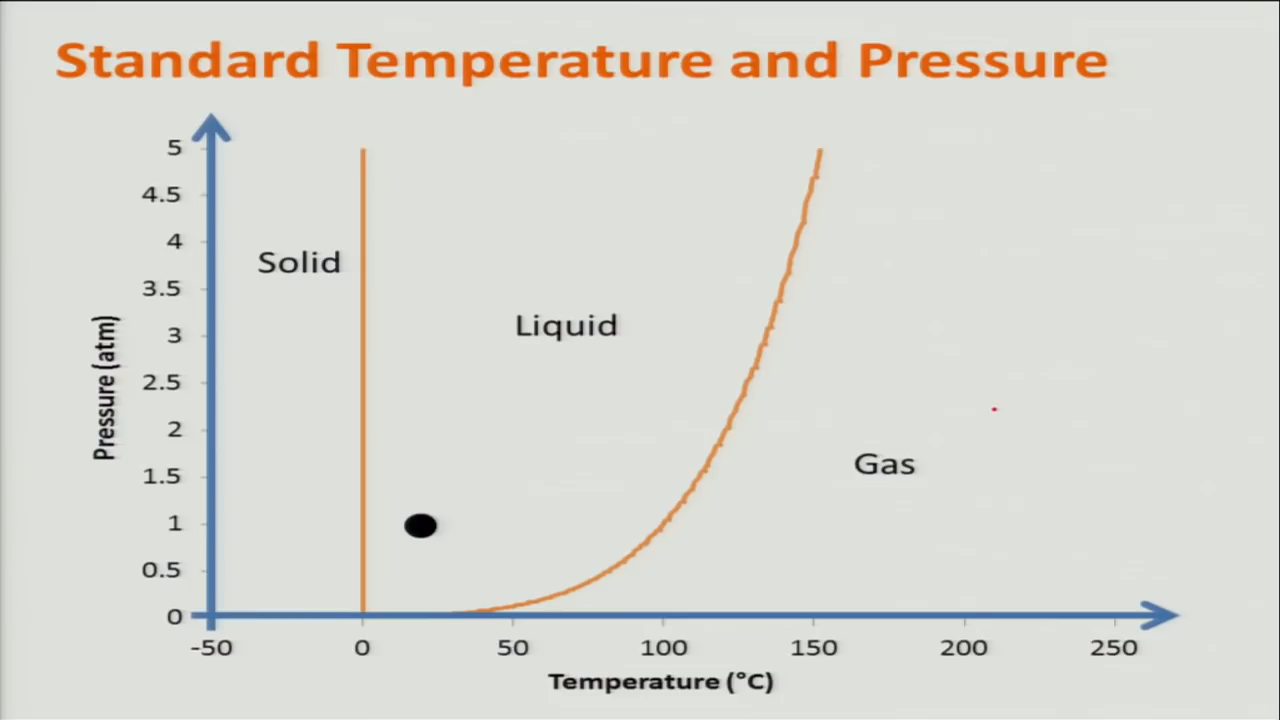 Standard Temperature and Pressure
5
4.5
4
3.5
3
2.5
2
1.5
1
0.5
0
Pressure (atm)
Solid
Liquid
Gas
-50 0 50 100 150 200 250
Temperature (°C)